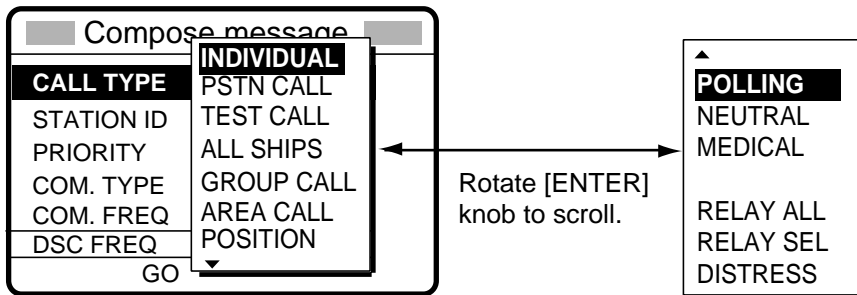 Compose message
CALL TYPE
STATION ID
PRIORITY
COM. TYPE
COM. FREQ
DSC FREQ
GO
INDIVIDUAL
PSTN CALL
TEST CALL
ALL SHIPS
GROUP CALL
AREA CALL
POSITION
Rotate [ENTER]
knob to scroll.
POLLING
NEUTRAL
MEDICAL
RELAY ALL
RELAY SEL
DISTRESS